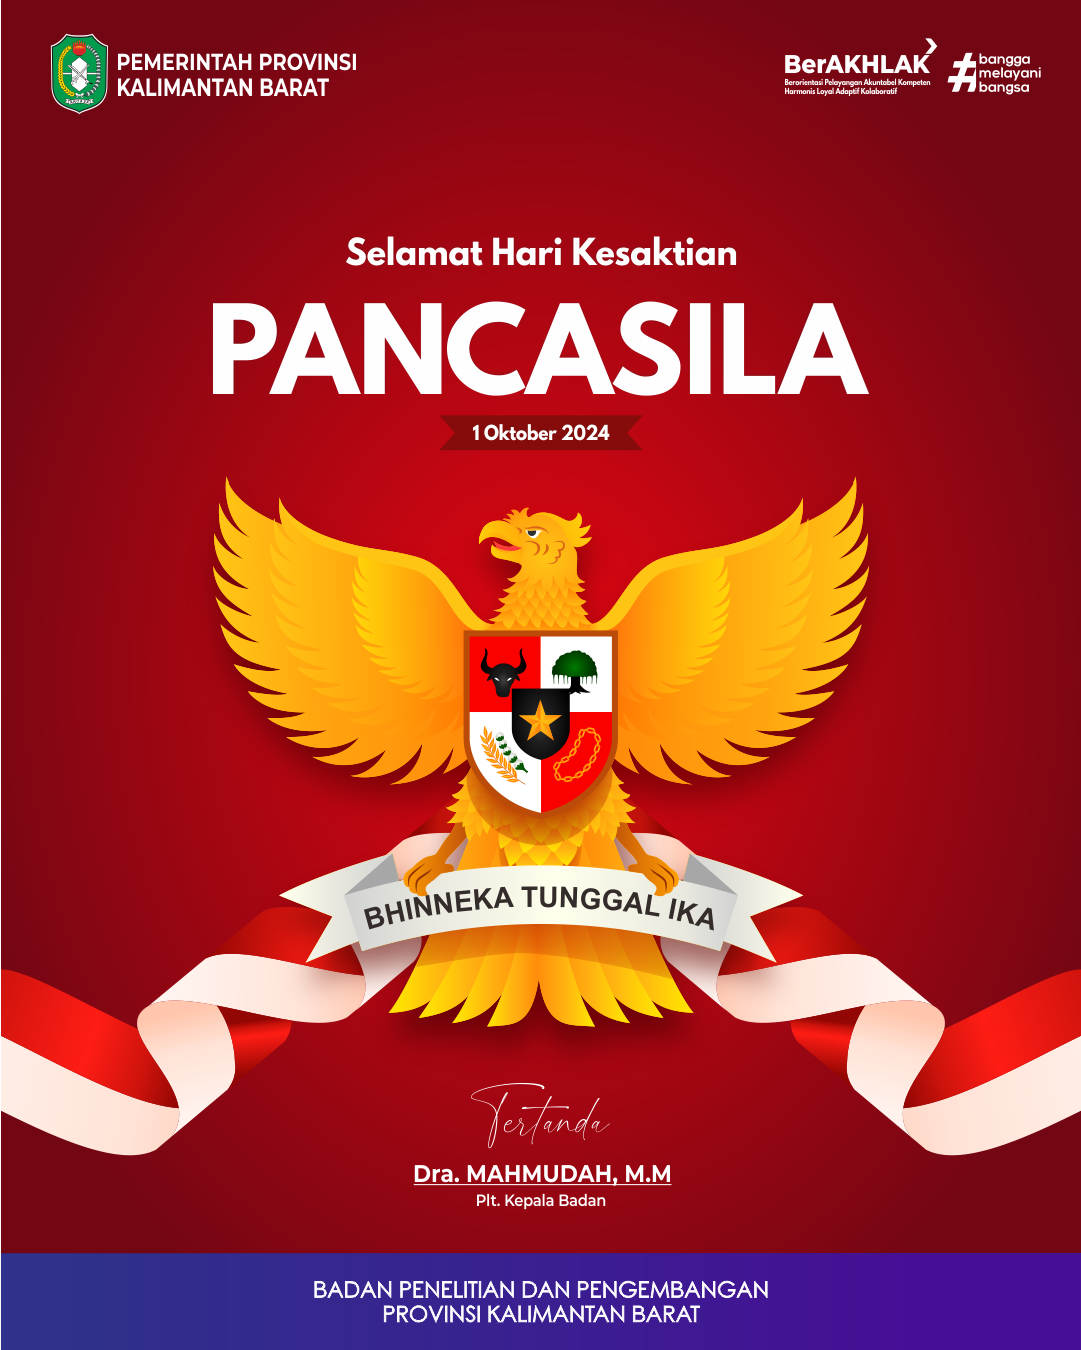 PEMERINTAH PROVINSI
KALIMANTAN BARAT
BerAKHLAK
Berorientasi Pelayanan Akuntabel Kompeten
Harmonis Loyal Adaptif Kolaboratif
#bangga
melayani
bangsa
Selamat Hari Kesaktian
PANCASILA
1 Oktober 2024
BHINNEKA TUNGGAL IKA
Tertanda
Dra. MAHMUDAH, M.M
Plt. Kepala Badan
BADAN PENELITIAN DAN PENGEMBANGAN
PROVINSI KALIMANTAN BARAT